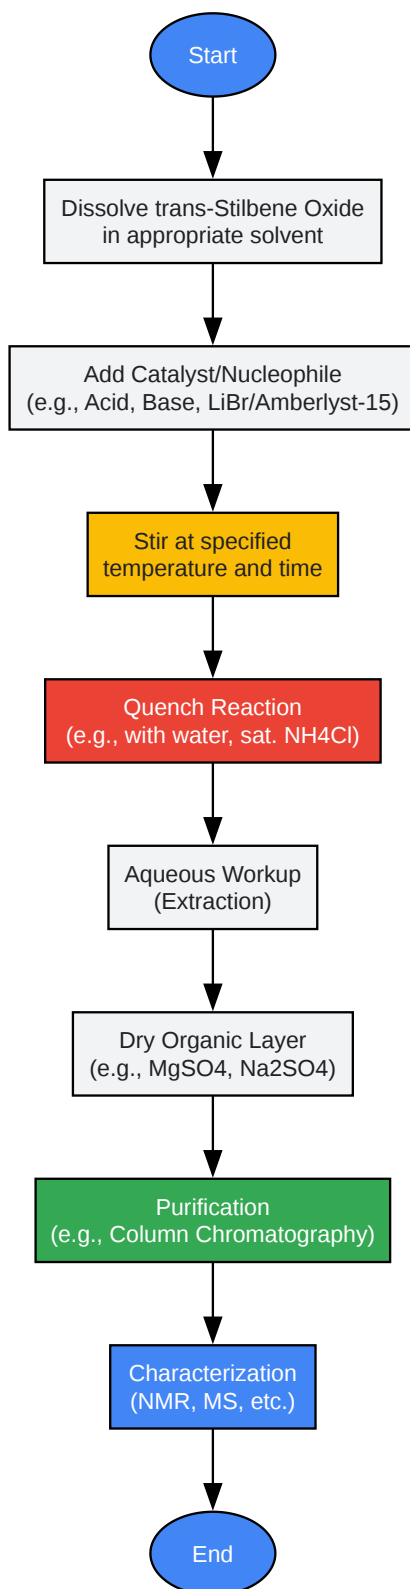 Start
Dissolve trans-Stilbene Oxide
in appropriate solvent
Add Catalyst/Nucleophile
(e.g., Acid, Base, LiBr/Amberlyst-15)
Stir at specified
temperature and time
Quench Reaction
(e.g., with water, sat. NH4Cl)
Aqueous Workup
(Extraction)
Dry Organic Layer
(e.g., MgSO4, Na2SO4)
Purification
(e.g., Column Chromatography)
Characterization
(NMR, MS, etc.)
End